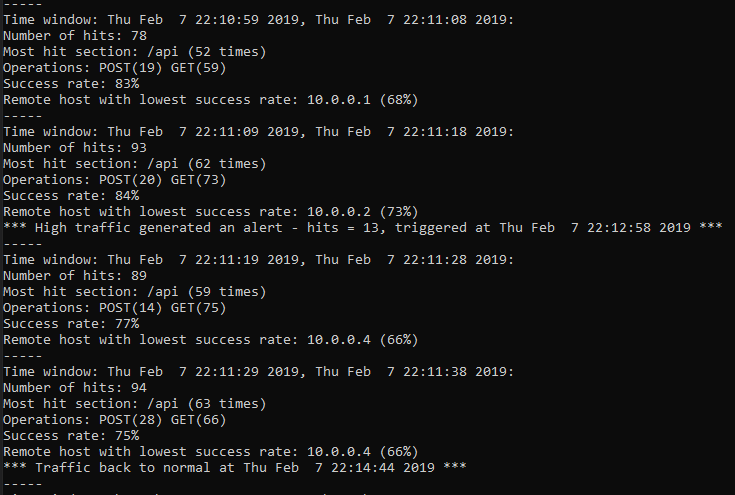 -----
Time window: Thu Feb  7 22:10:59 2019, Thu Feb  7 22:11:08 2019:
Number of hits: 78
Most hit section: /api (52 times)
Operations: POST(19) GET(59)
Success rate: 83%
Remote host with lowest success rate: 10.0.0.1 (68%)
-----
Time window: Thu Feb  7 22:11:09 2019, Thu Feb  7 22:11:18 2019:
Number of hits: 93
Most hit section: /api (62 times)
Operations: POST(20) GET(73)
Success rate: 84%
Remote host with lowest success rate: 10.0.0.2 (73%)
*** High traffic generated an alert - hits = 13, triggered at Thu Feb  7 22:12:58 2019 ***
-----
Time window: Thu Feb  7 22:11:19 2019, Thu Feb  7 22:11:28 2019:
Number of hits: 89
Most hit section: /api (59 times)
Operations: POST(14) GET(75)
Success rate: 77%
Remote host with lowest success rate: 10.0.0.4 (66%)
-----
Time window: Thu Feb  7 22:11:29 2019, Thu Feb  7 22:11:38 2019:
Number of hits: 94
Most hit section: /api (63 times)
Operations: POST(28) GET(66)
Success rate: 75%
Remote host with lowest success rate: 10.0.0.4 (66%)
*** Traffic back to normal at Thu Feb  7 22:14:44 2019 ***
-----